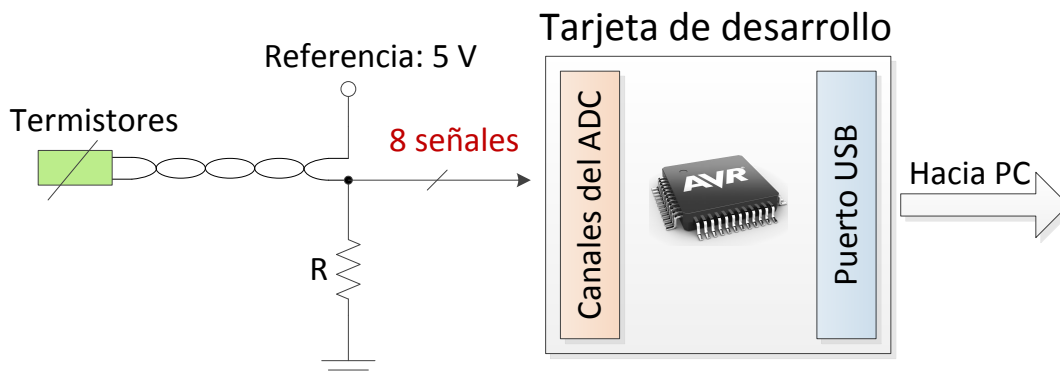 Tarjeta de desarrollo
Referencia: 5 V
Termistores
8 señales
R
Canales del ADC
AVR
Puerto USB
Hacia PC